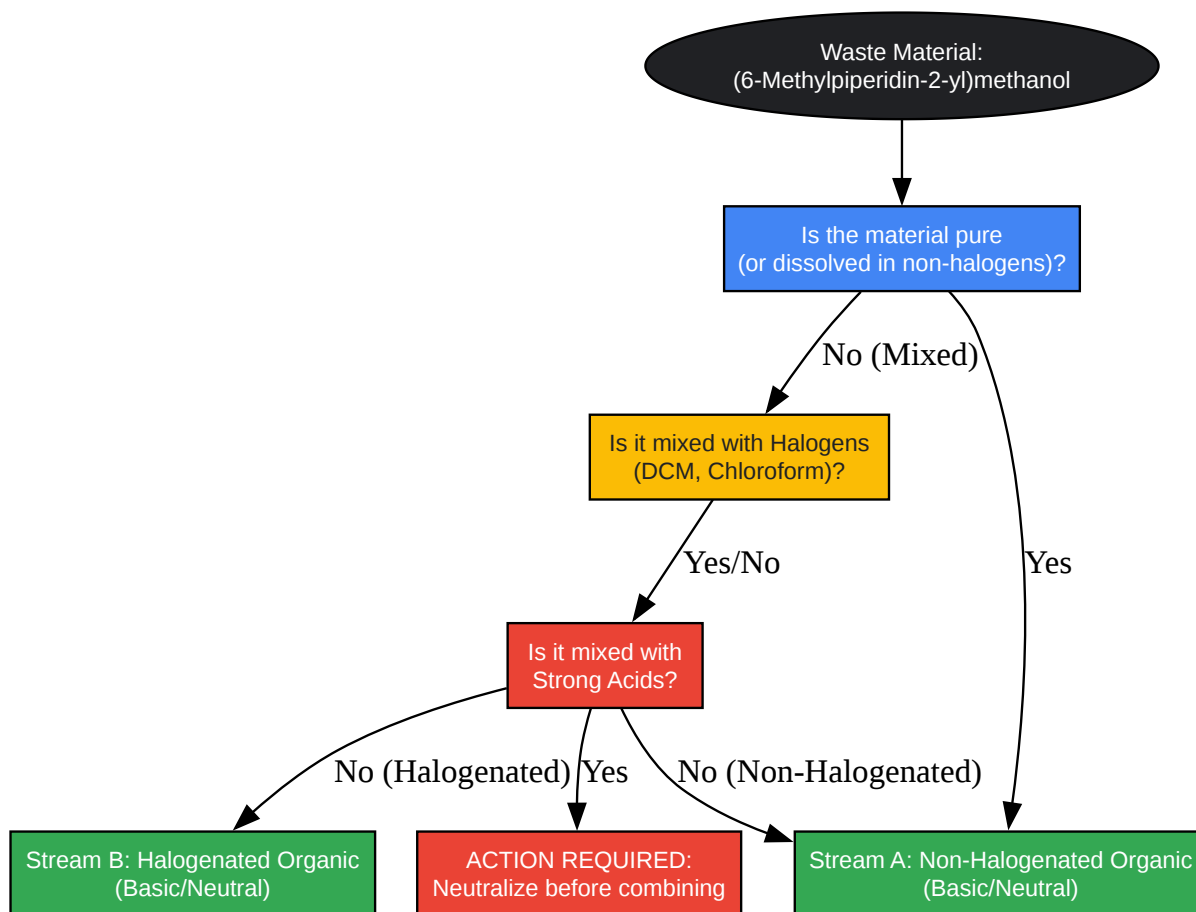 Waste Material:
(6-Methylpiperidin-2-yl)methanol
Is the material pure
(or dissolved in non-halogens)?
No (Mixed)
Is it mixed with Halogens
(DCM, Chloroform)?
Yes/No
Yes
Is it mixed with
Strong Acids?
No (Halogenated)
Yes
No (Non-Halogenated)
Stream B: Halogenated Organic
(Basic/Neutral)
ACTION REQUIRED:
Neutralize before combining
Stream A: Non-Halogenated Organic
(Basic/Neutral)